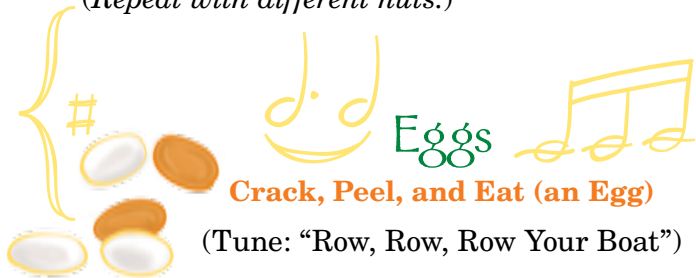 (Repeat with different nuts.)
Eggs
Crack, Peel, and Eat (an Egg)
(Tune: “Row, Row, Row Your Boat”)